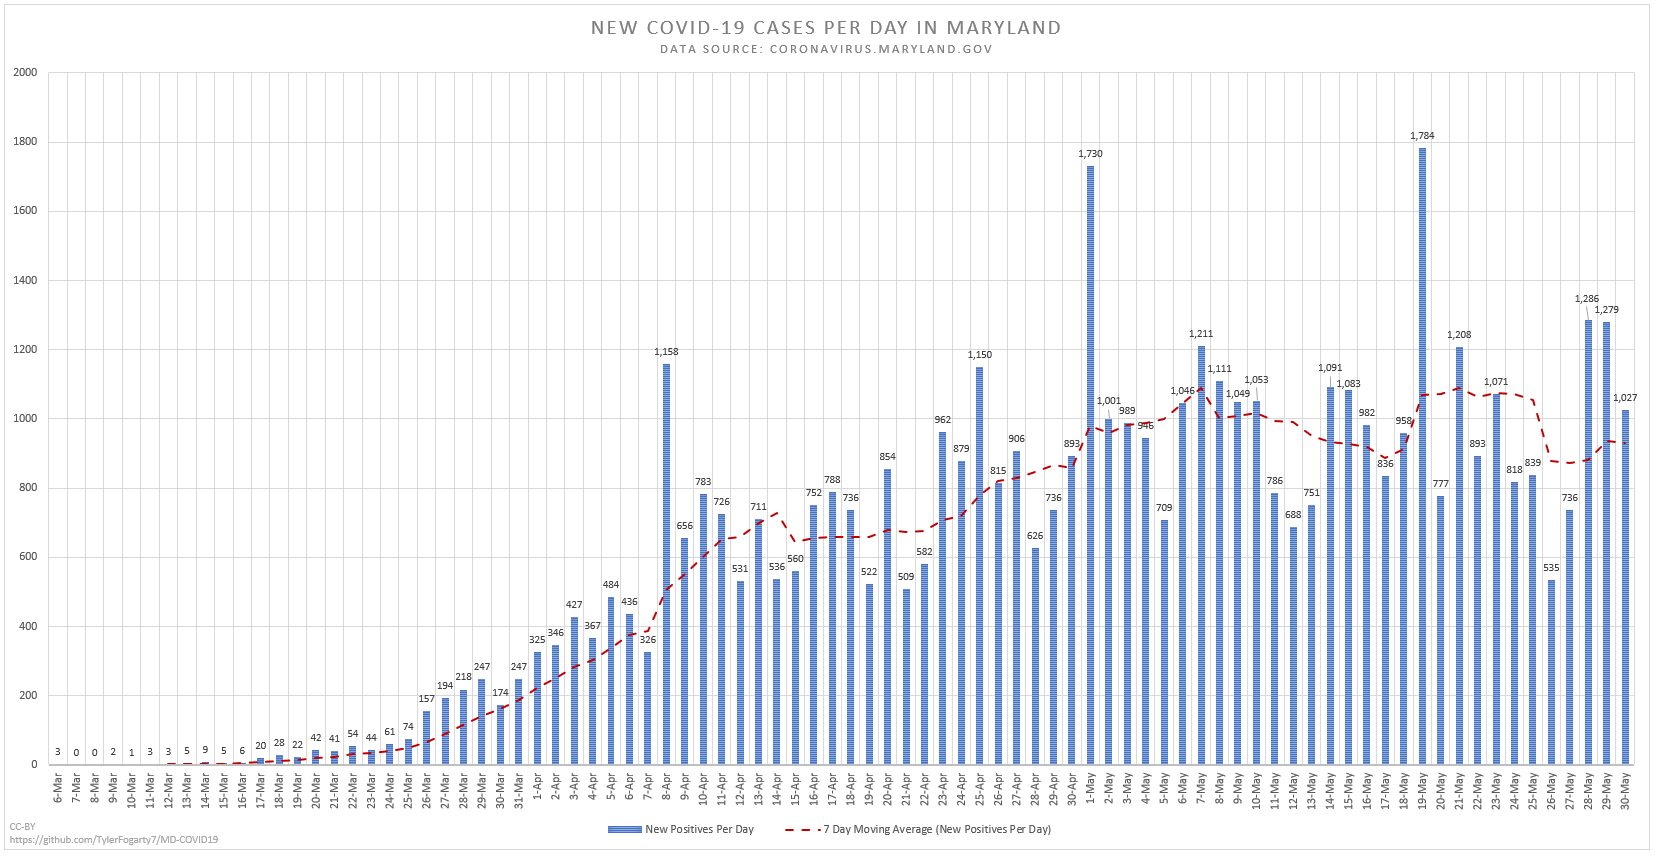 NEW COVID-19 CASES PER DAY IN MARYLAND
DATA SOURCE: CORONAVIRUS.MARYLAND.GOV
2000
1800
1600
1400
1200
1000
800
600
400
200
0
3 0 0 2 1 3 3 5 9 5 6 20 28 22 42 41 54 44 61 74 157 194 218 247 174 247 325 346 427 367 484 436 326 1,158 656 783 726 531 711 536 560 752 788 736 522 854 509 582 962 879 1,150 815 906 626 736 893 1,730 1,001 989 946 709 1,046 1,211 1,111 1,049 1,053 786 688 751 1,091 1,083 982 836 958 1,784 777 1,208 893 1,071 818 839 535 736 1,286 1,279 1,027
6-Mar 7-Mar 8-Mar 9-Mar 10-Mar 11-Mar 12-Mar 13-Mar 14-Mar 15-Mar 16-Mar 17-Mar 18-Mar 19-Mar 20-Mar 21-Mar 22-Mar 23-Mar 24-Mar 25-Mar 26-Mar 27-Mar 28-Mar 29-Mar 30-Mar 31-Mar 1-Apr 2-Apr 3-Apr 4-Apr 5-Apr 6-Apr 7-Apr 8-Apr 9-Apr 10-Apr 11-Apr 12-Apr 13-Apr 14-Apr 15-Apr 16-Apr 17-Apr 18-Apr 19-Apr 20-Apr 21-Apr 22-Apr 23-Apr 24-Apr 25-Apr 26-Apr 27-Apr 28-Apr 29-Apr 30-Apr 1-May 2-May 3-May 4-May 5-May 6-May 7-May 8-May 9-May 10-May 11-May 12-May 13-May 14-May 15-May 16-May 17-May 18-May 19-May 20-May 21-May 22-May 23-May 24-May 25-May 26-May 27-May 28-May 29-May 30-May
New Positives Per Day
7 Day Moving Average (New Positives Per Day)
CC-BY
https://github.com/TylerFogarty7/MD-COVID19